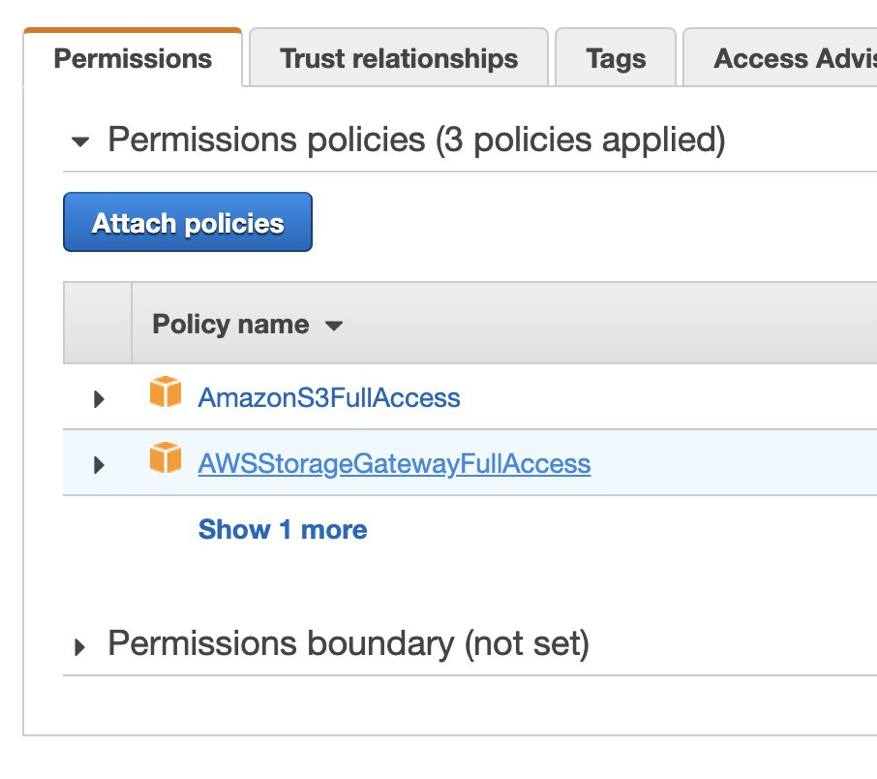 Permissions Trust relationships Tags Access
Permissions policies (3 policies applied)
Attach policies
Policy name
AmazonS3FullAccess
AWSStorageGatewayFullAccess
Show 1 more
Permissions boundary (not set)